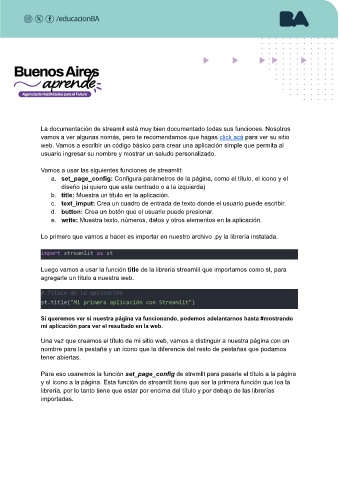 /educacionBA
BA
Buenos Aires
aprende
Agencia de Habilidades para el Futuro
La documentación de streamlit está muy bien documentado todas sus funciones. Nosotros
vamos a ver algunas nomás, pero te recomendamos que hagas click acá para ver su sitio
web. Vamos a escribir un código básico para crear una aplicación simple que permita al
usuario ingresar su nombre y mostrar un saludo personalizado.
Vamos a usar las siguientes funciones de streamlit:
a. set_page_config: Configura parámetros de la página, como el título, el icono y el
diseño (si quiero que este centrado o a la izquierda)
b. title: Muestra un título en la aplicación.
c. text_imput: Crea un cuadro de entrada de texto donde el usuario puede escribir.
d. button: Crea un botón que el usuario puede presionar.
e. write: Muestra texto, números, datos y otros elementos en la aplicación.
Lo primero que vamos a hacer es importar en nuestro archivo .py la librería instalada.
import streamlit as st
Luego vamos a usar la función title de la librería streamlit que importamos como st, para
agregarle un título a nuestra web.
# Título de la aplicación
st.title("Mi primera aplicación con Streamlit")
Si queremos ver si nuestra página va funcionando, podemos adelantarnos hasta #mostrando
mi aplicación para ver el resultado en la web.
Una vez que creamos el título de mi sitio web, vamos a distinguir a nuestra página con un
nombre para la pestaña y un icono que la diferencie del resto de pestañas que podamos
tener abiertas.
Para eso usaremos la función set_page_config de stremlit para pasarle el título a la página
y el icono a la página. Esta función de streamlit tiene que ser la primera función que lea la
librería, por lo tanto tiene que estar por encima del título y por debajo de las librerías
importadas.